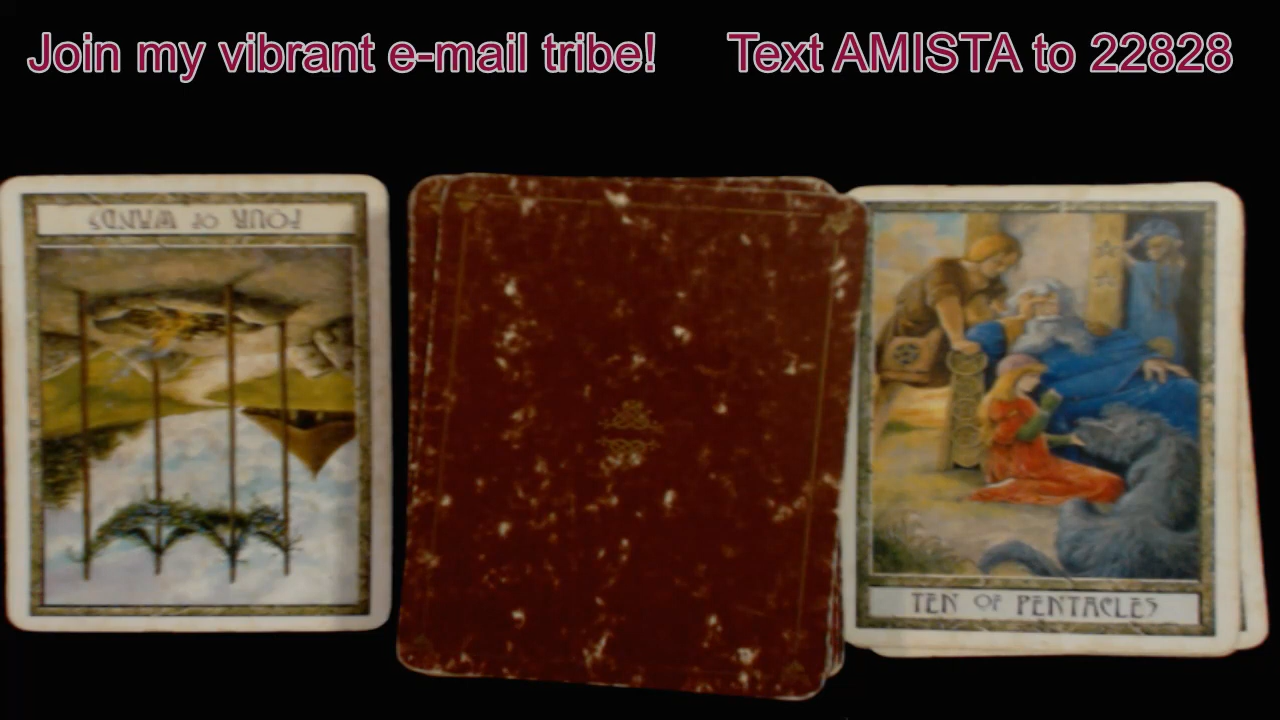 Join my vibrant e-mail tribe! Text AMISTA to 22828
FOUR OF WANDS
TEN OF PENTACLES